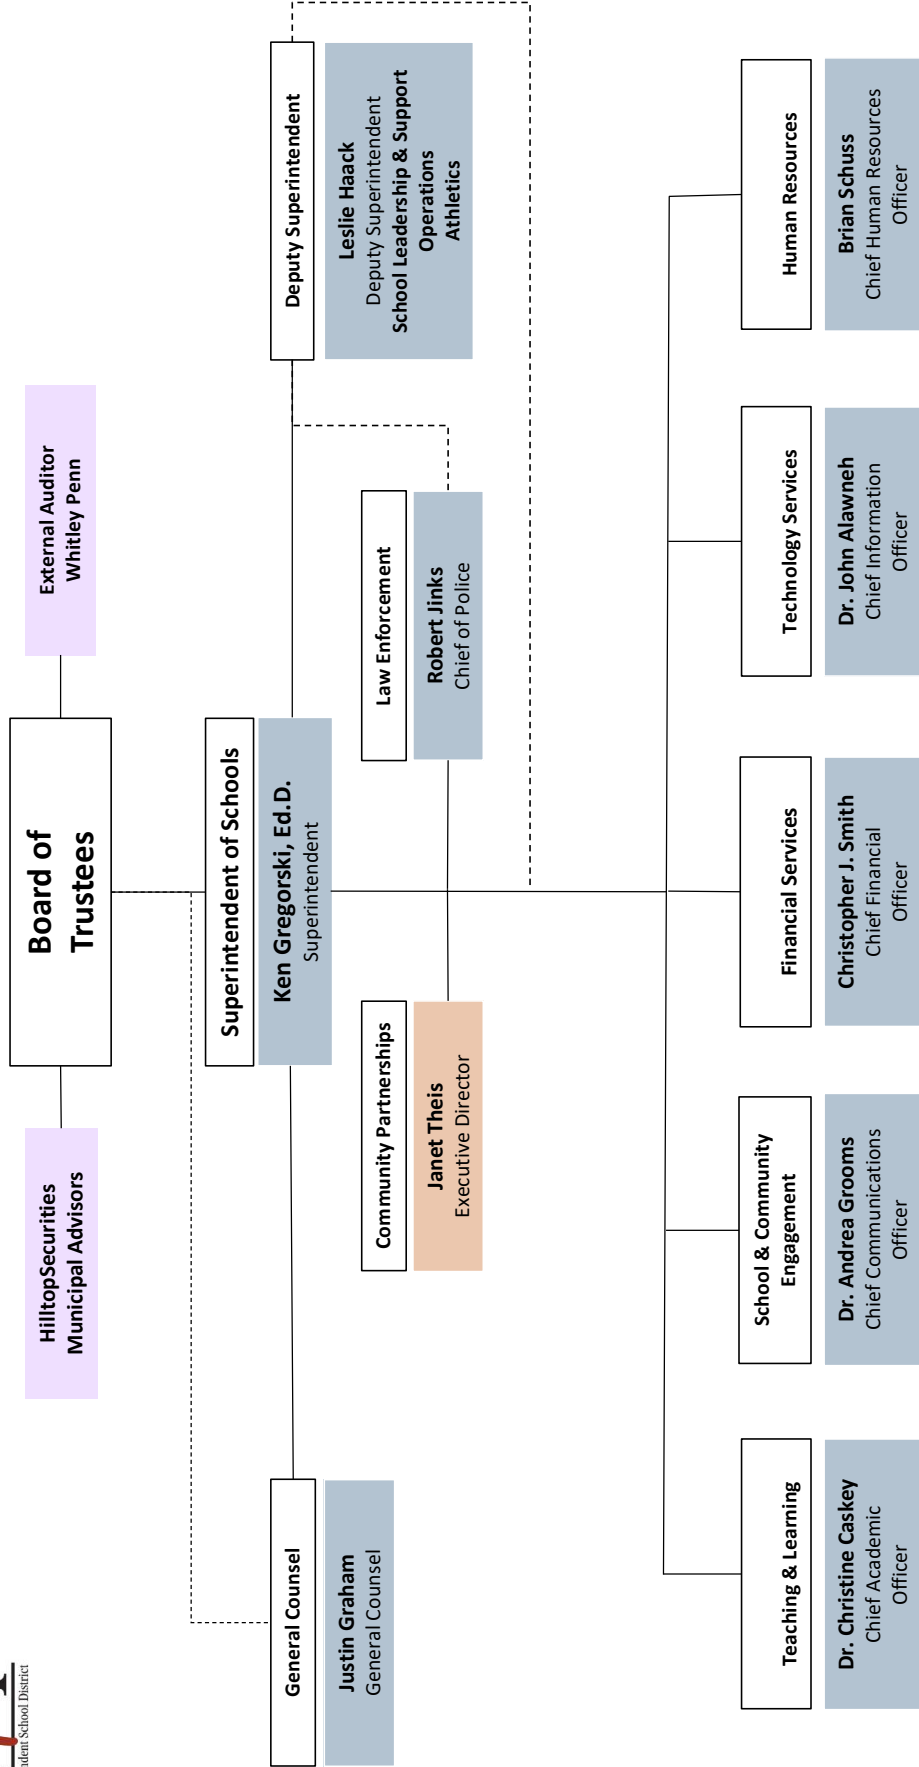 ndent School District
HilltopSecurities
Municipal Advisors
Board of
Trustees
External Auditor
Whitley Penn
Superintendent of Schools
Ken Gregorski, Ed.D.
Superintendent
General Counsel
Justin Graham
General Counsel
Deputy Superintendent
Leslie Haack
Deputy Superintendent
School Leadership & Support
Operations
Athletics
Community Partnerships
Janet Theis
Executive Director
Law Enforcement
Robert Jinks
Chief of Police
Teaching & Learning
Dr. Christine Caskey
Chief Academic
Officer
School & Community
Engagement
Dr. Andrea Grooms
Chief Communications
Officer
Financial Services
Christopher J. Smith
Chief Financial
Officer
Technology Services
Dr. John Alawneh
Chief Information
Officer
Human Resources
Brian Schuss
Chief Human Resources
Officer